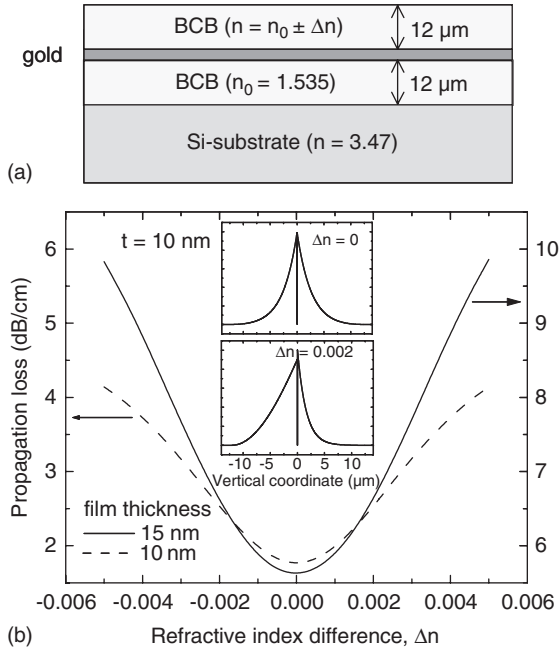 BCB (n = n₀ ± Δn)
12 μm
gold
BCB (n₀ = 1.535)
12 μm
Si-substrate (n = 3.47)
(a)
t = 10 nm
Δn = 0
Δn = 0.002
-10 -5 0 5 10
Vertical coordinate (μm)
film thickness
15 nm
10 nm
6
5
4
3
2
10
9
8
7
6
Propagation loss (dB/cm)
-0.006 -0.004 -0.002 0.000 0.002 0.004 0.006
(b)
Refractive index difference, Δn